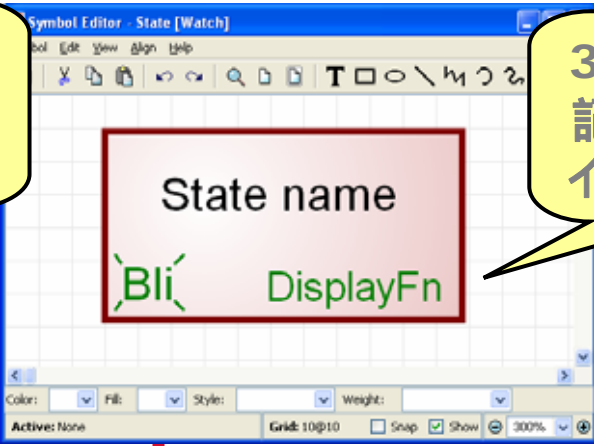 Symbol Editor - State [Watch]
bol Edit View Align Help
T
3
State name
Bli DisplayFn
Color: Fill: Style: Weight:
Active: None Grid: 10@10 Snap Show 300%